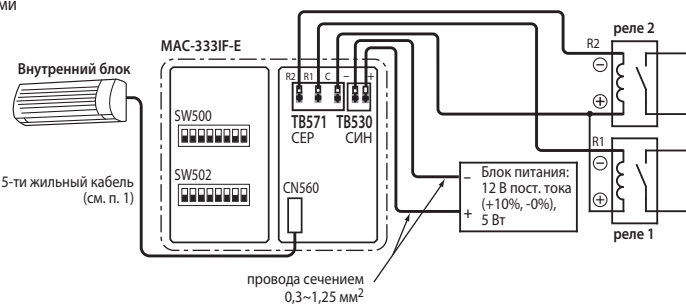 ми
реле 2
R2
MAC-333IF-E
Внутренний блок
R2 R1 C – +
⊖
⊕
SW500
TB571 TB530
СЕР СИН
R1
SW502
⊖
5-ти жильный кабель
(см. п. 1)
CN560
–
+
Блок питания:
12 В пост. тока
(+10%, -0%),
5 Вт
⊕
реле 1
провода сечением
0,3~1,25 мм²